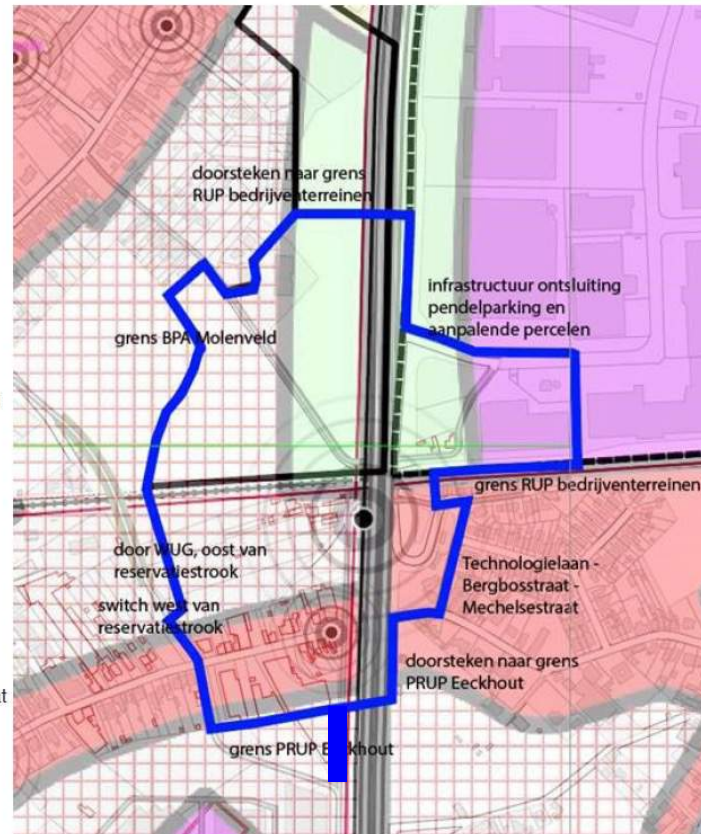 doorsteken naar grens
RUP bedrijventerreinen
infrastructuur ontsluiting
pendelparking en
aanpalende percelen
grens BPA Molenveld
grens RUP bedrijventerreinen
door WUG, oost van
reservatiestrook
switch west van
reservatiestrook
Technologielaan -
Bergbosstraat -
Mechelsestraat
doorsteken naar grens
PRUP Eeckhout
grens PRUP